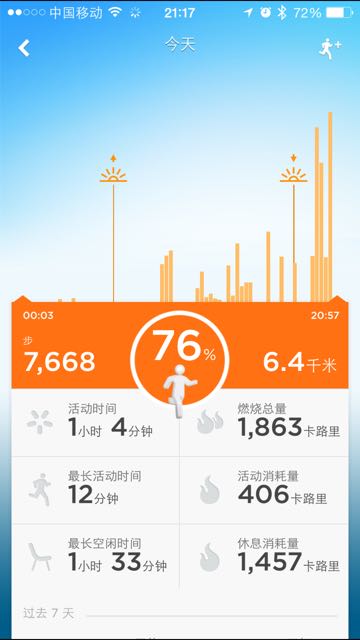 中国移动 21:17 72%
今天
00:03 20:57
步
7,668 76% 6.4千米
活动时间 燃烧总量
1小时 4分钟 1,863卡路里
最长活动时间 活动消耗量
12分钟 406卡路里
最长空闲时间 休息消耗量
1小时 33分钟 1,457卡路里
过去 7 天